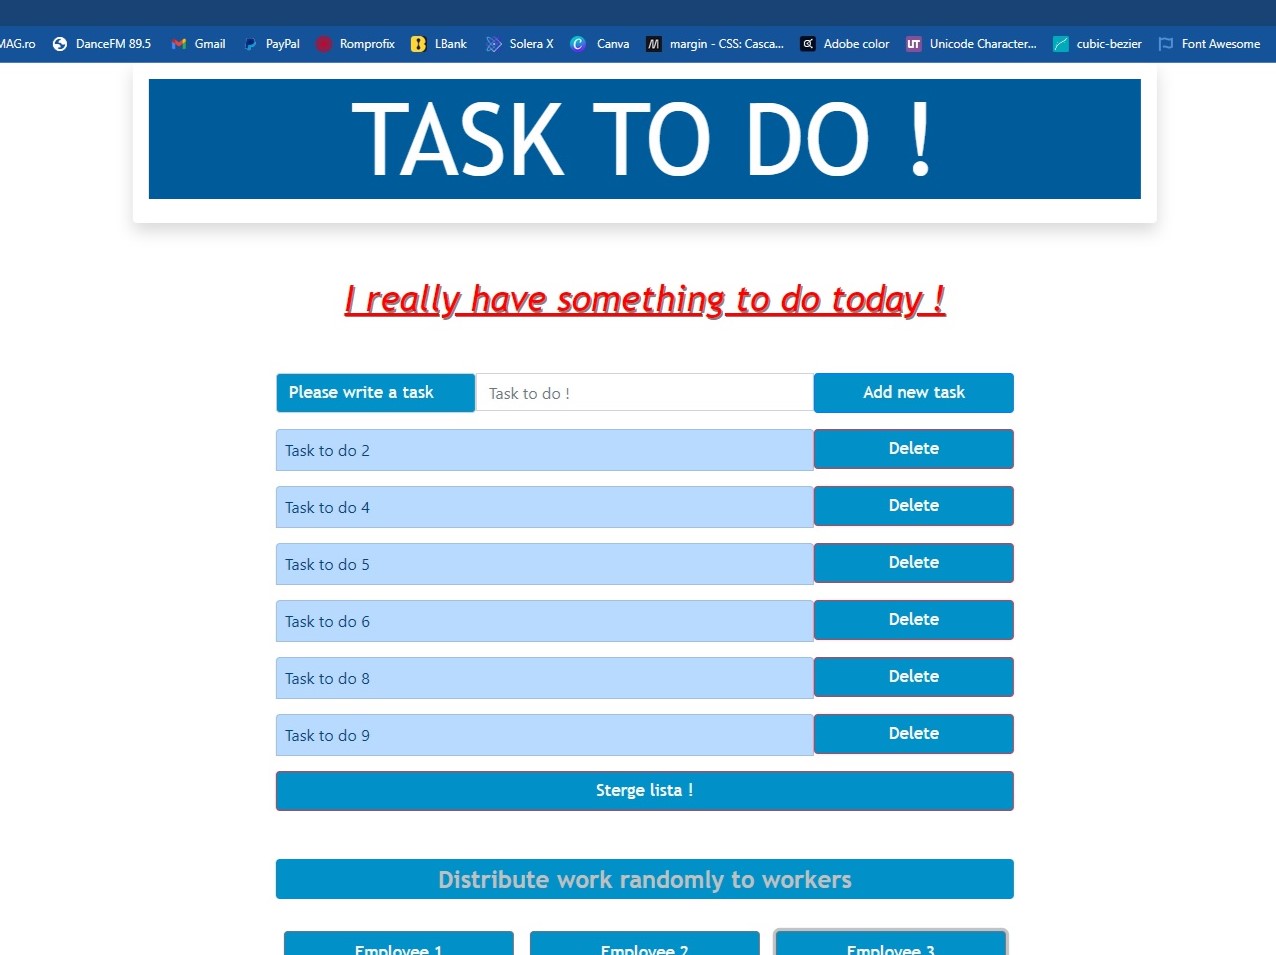 MAG.ro DanceFM 89.5 Gmail PayPal Romprofix LBank Solera X Canva margin - CSS: Casca... Adobe color Unicode Character... cubic-bezier Font Awesome
TASK TO DO !
I really have something to do today !
Please write a task Task to do ! Add new task
Task to do 2 Delete
Task to do 4 Delete
Task to do 5 Delete
Task to do 6 Delete
Task to do 8 Delete
Task to do 9 Delete
Sterge lista !
Distribute work randomly to workers
Employee 1 Employee 2 Employee 3